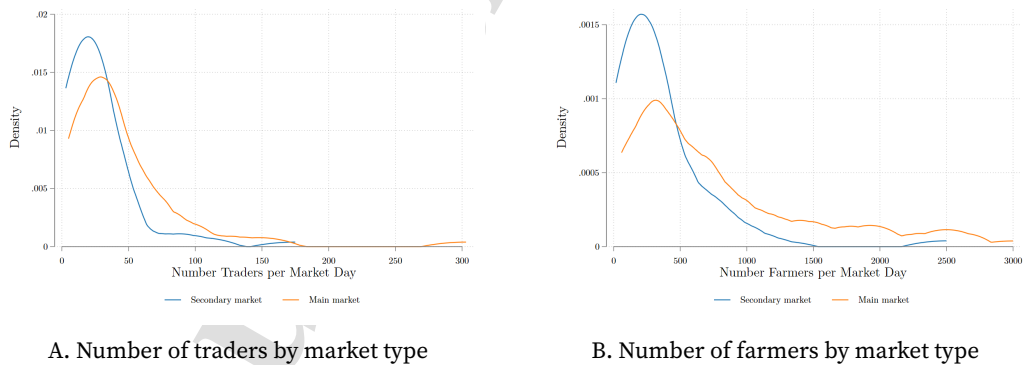 .02
.015
.01
.005
0
Density
0 50 100 150 200 250 300
Number Traders per Market Day
Secondary market Main market
A. Number of traders by market type
.0015
.001
.0005
0
Density
0 500 1000 1500 2000 2500 3000
Number Farmers per Market Day
Secondary market Main market
B. Number of farmers by market type